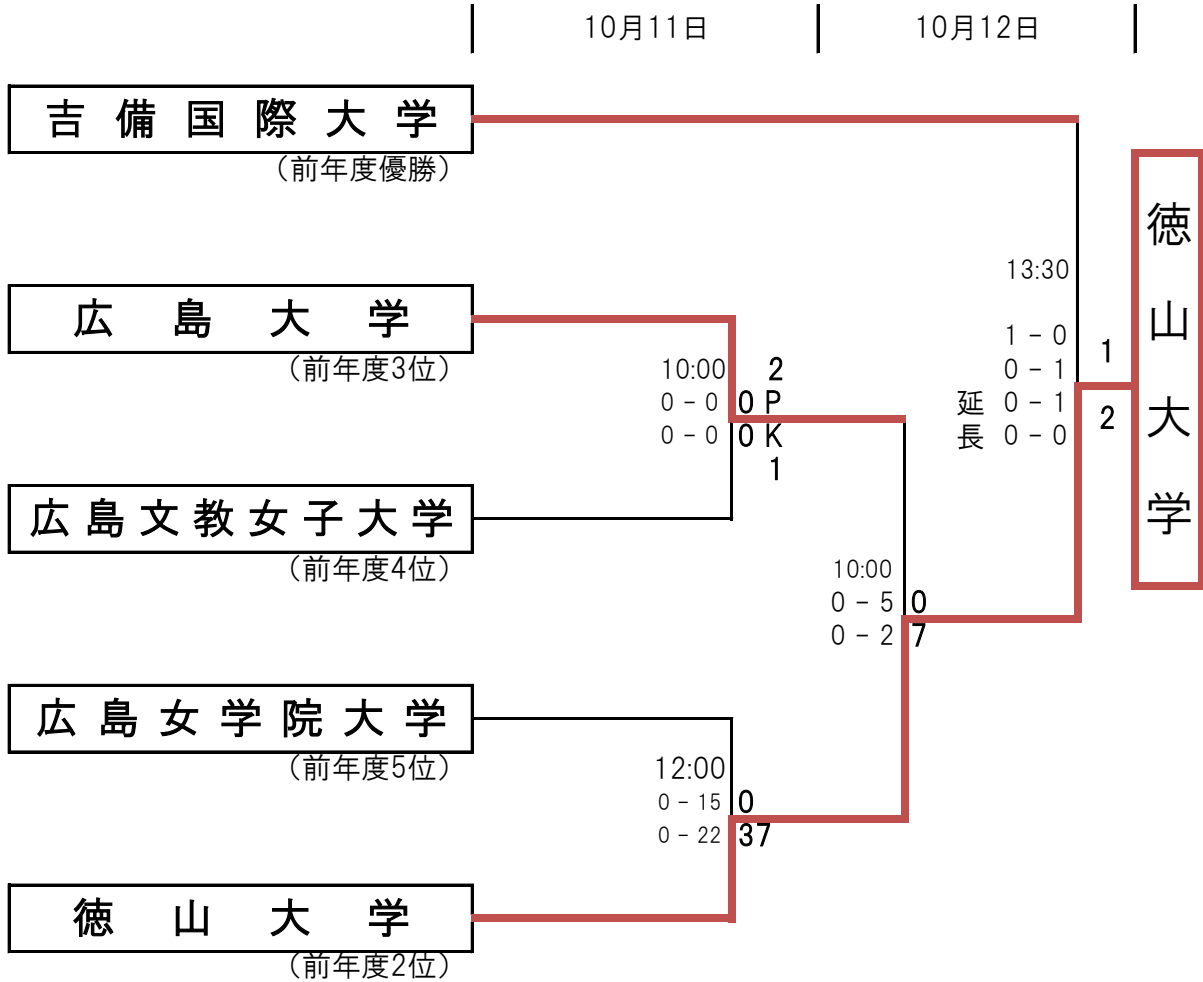 10月11日
10月12日
吉備国際大学
(前年度優勝)
広島大学
(前年度3位)
広島文教女子大学
(前年度4位)
広島女学院大学
(前年度5位)
徳山大学
(前年度2位)
10:00
0 - 0
0 - 0
0
0
2
PK
1
12:00
0 - 15
0 - 22
0
37
10:00
0 - 5
0 - 2
0
7
13:30
1 - 0
0 - 1
延長
0 - 1
0 - 0
1
2
徳山大学